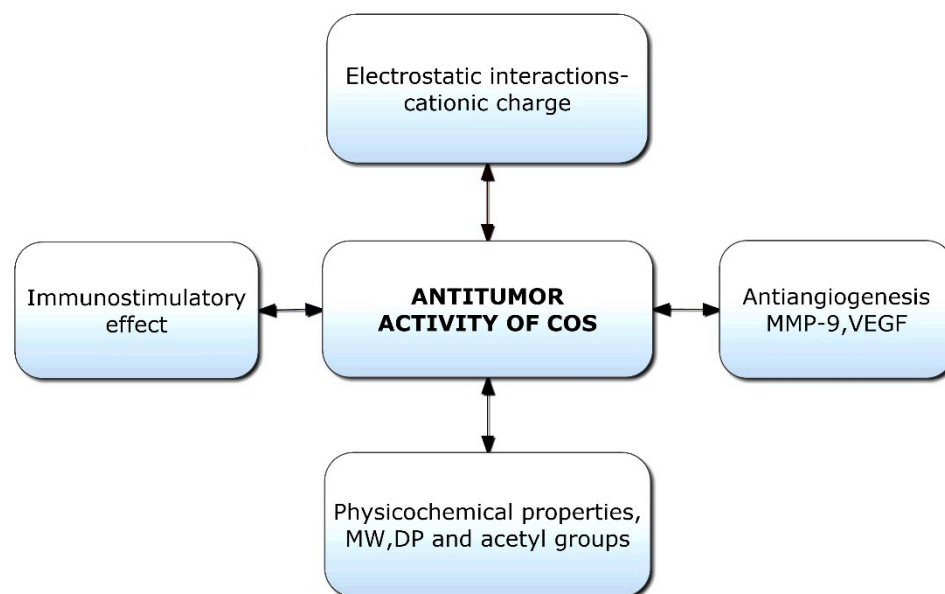 Electrostatic interactions-
cationic charge
Immunostimulatory
effect
ANTITUMOR
ACTIVITY OF COS
Antiangiogenesis
MMP-9,VEGF
Physicochemical properties,
MW,DP and acetyl groups